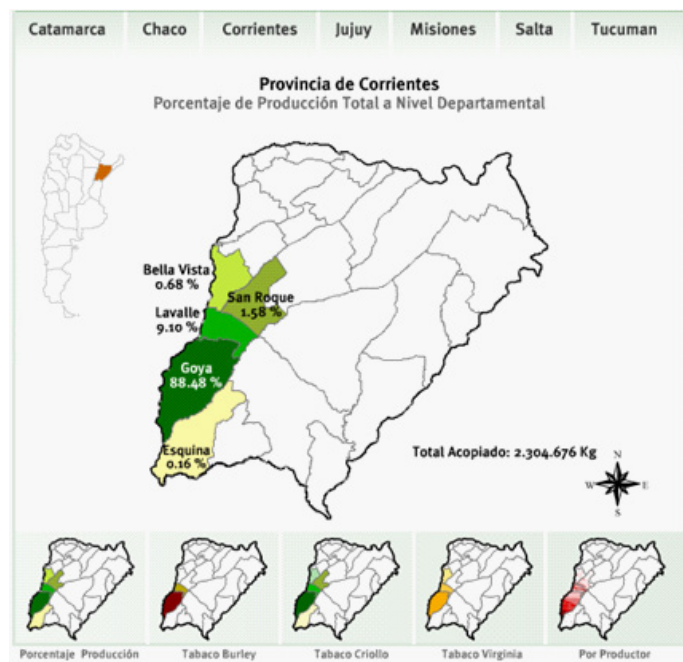 Catamarca Chaco Corrientes Jujuy Misiones Salta Tucuman
Provincia de Corrientes
Porcentaje de Producción Total a Nivel Departamental
Bella Vista
0.68 %
San Roque
1.58 %
Lavalle
9.10 %
Goya
88.48 %
Esquina
0.16 %
Total Acopiado: 2.304.676 Kg
N
W E
S
Porcentaje Producción Tabaco Burley Tabaco Criollo Tabaco Virginia Por Productor